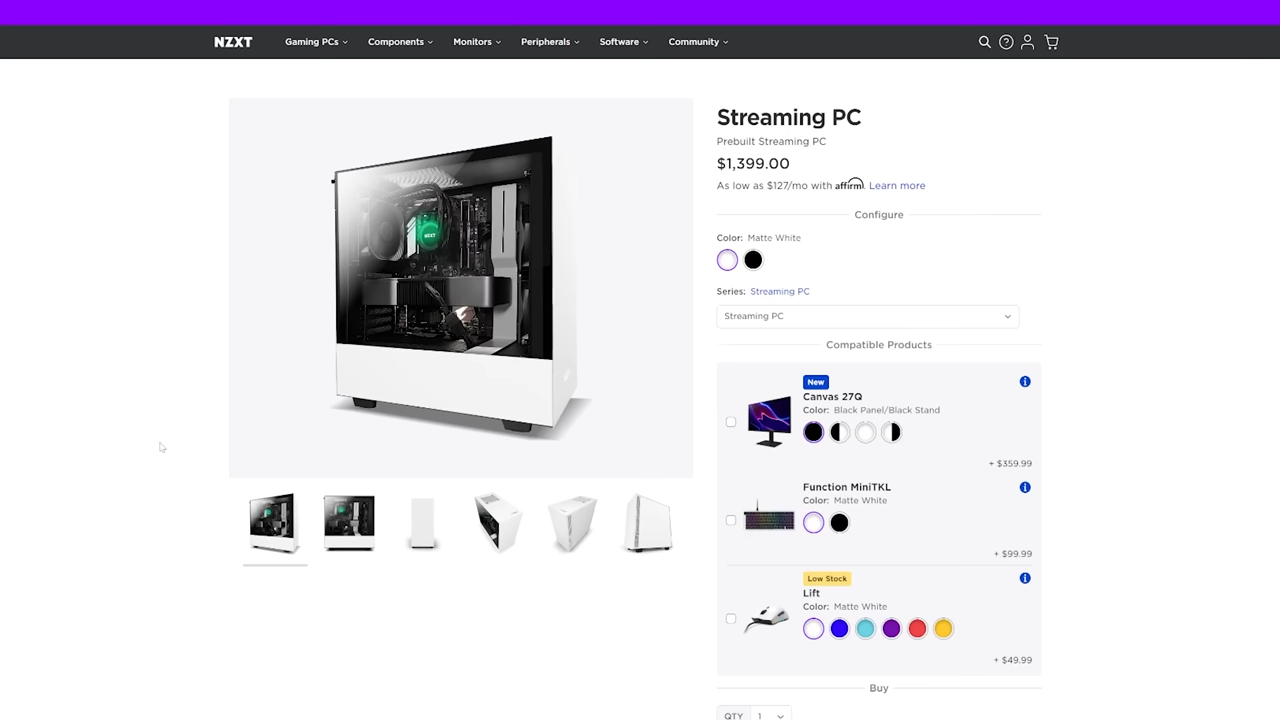 NZXT
Gaming PCs
Components
Monitors
Peripherals
Software
Community
Streaming PC
Prebuilt Streaming PC
$1,399.00
As low as $127/mo with affirm. Learn more
Configure
Color: Matte White
Series: Streaming PC
Streaming PC
Compatible Products
New
Canvas 27Q
Color: Black Panel/Black Stand
+ $359.99
Function MiniTKL
Color: Matte White
+ $99.99
Low Stock
Lift
Color: Matte White
+ $49.99
Buy
QTY 1
NZXT